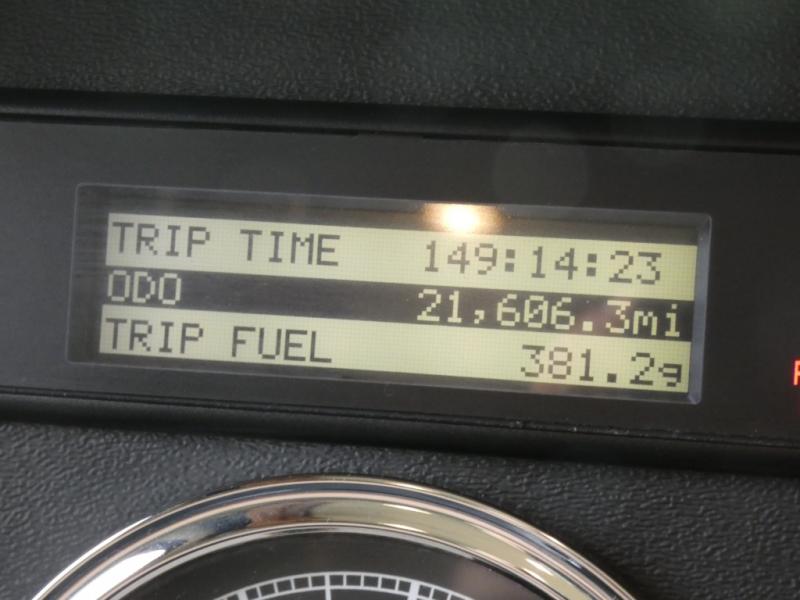 TRIP TIME 149:14:23
ODO 21,606.3mi
TRIP FUEL 381.2g